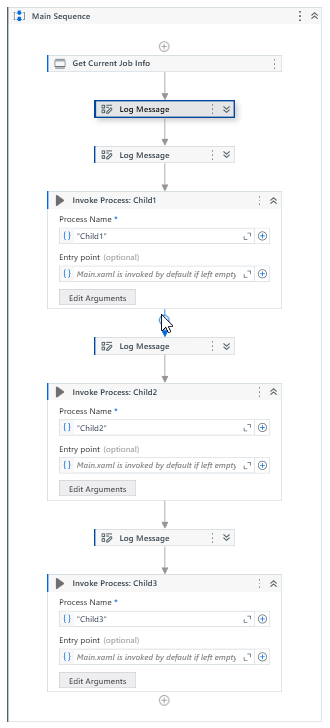 Main Sequence
Get Current Job Info
Log Message
Log Message
Invoke Process: Child1
Process Name *
"Child1"
Entry point (optional)
Main.xaml is invoked by default if left empty
Edit Arguments
Log Message
Invoke Process: Child2
Process Name *
"Child2"
Entry point (optional)
Main.xaml is invoked by default if left empty
Edit Arguments
Log Message
Invoke Process: Child3
Process Name *
"Child3"
Entry point (optional)
Main.xaml is invoked by default if left empty
Edit Arguments